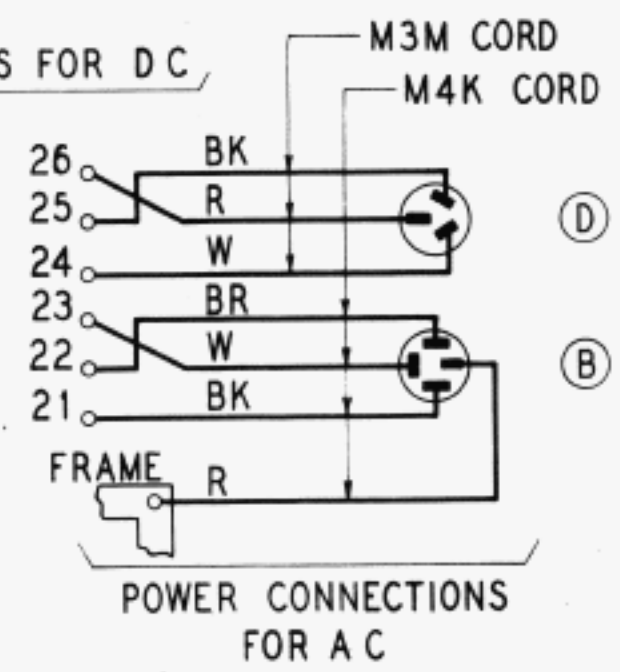 M3M CORD
S FOR DC
M4K CORD
26
BK
25
R
D
24
W
23
BR
22
W
B
21
BK
FRAME
R
POWER CONNECTIONS
FOR AC